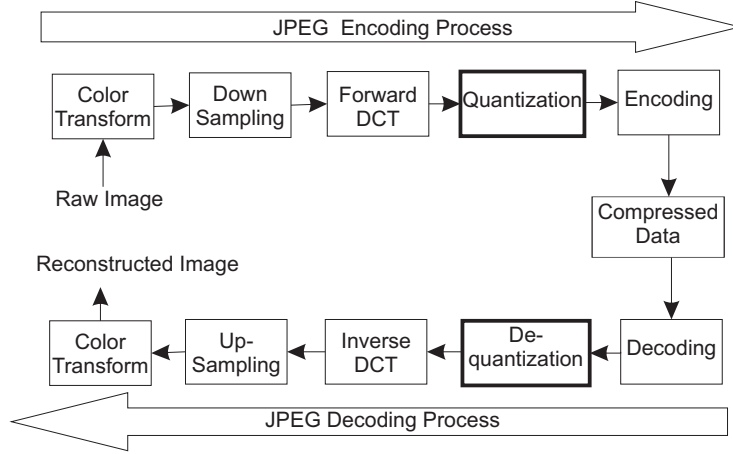 JPEG Encoding Process
Color
Transform
Down
Sampling
Forward
DCT
Quantization
Encoding
Raw Image
Compressed
Data
Reconstructed Image
Color
Transform
Up-
Sampling
Inverse
DCT
De-
quantization
Decoding
JPEG Decoding Process